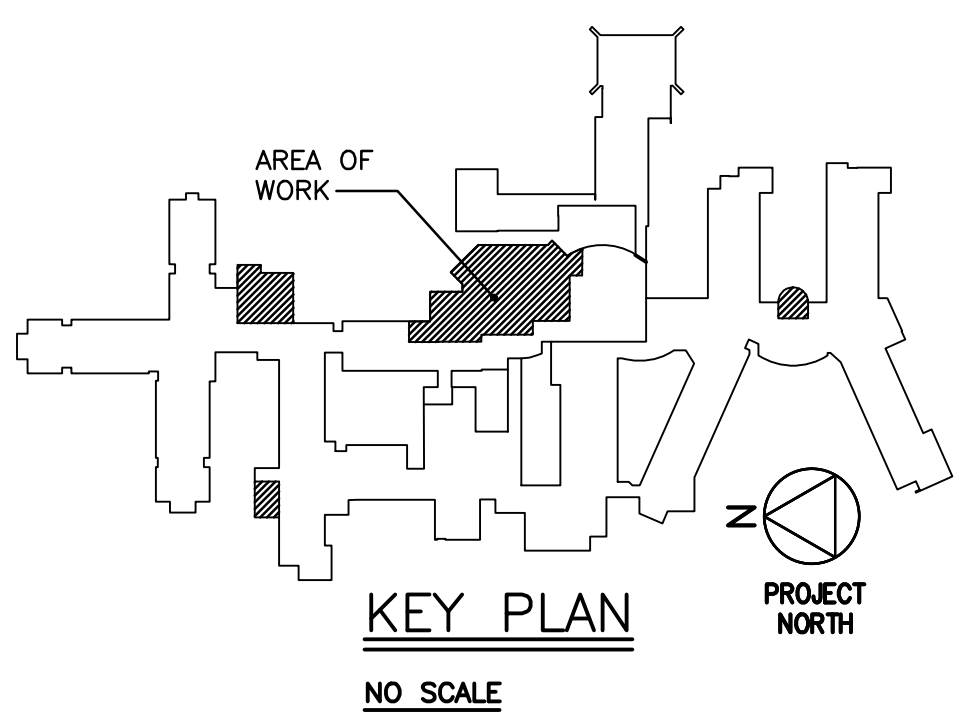 AREA OF
WORK
N
PROJECT
NORTH
KEY PLAN
NO SCALE